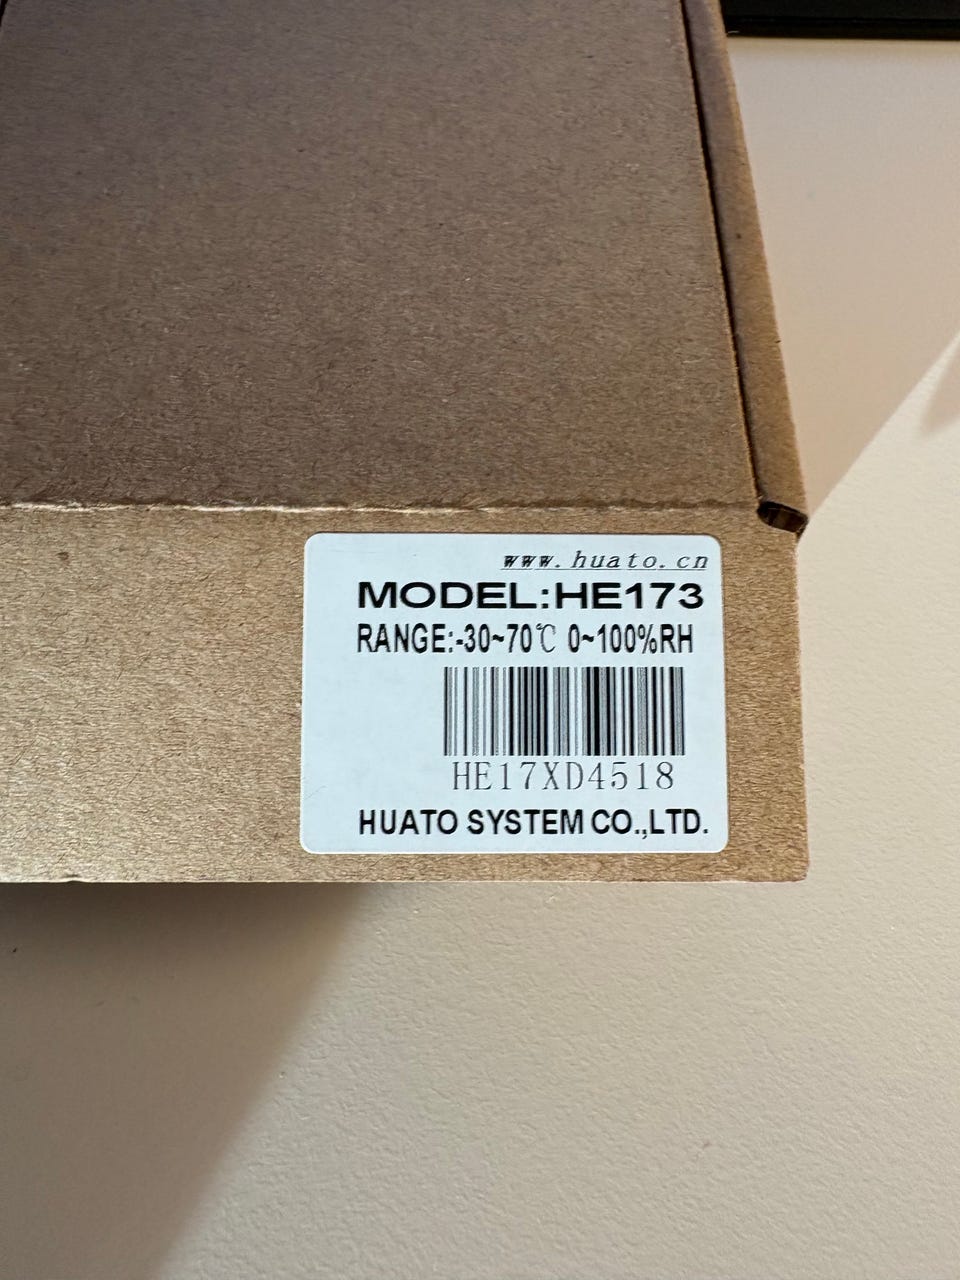 www.huato.cn
MODEL:HE173
RANGE:-30~70℃ 0~100%RH
HE17XD4518
HUATO SYSTEM CO.,LTD.